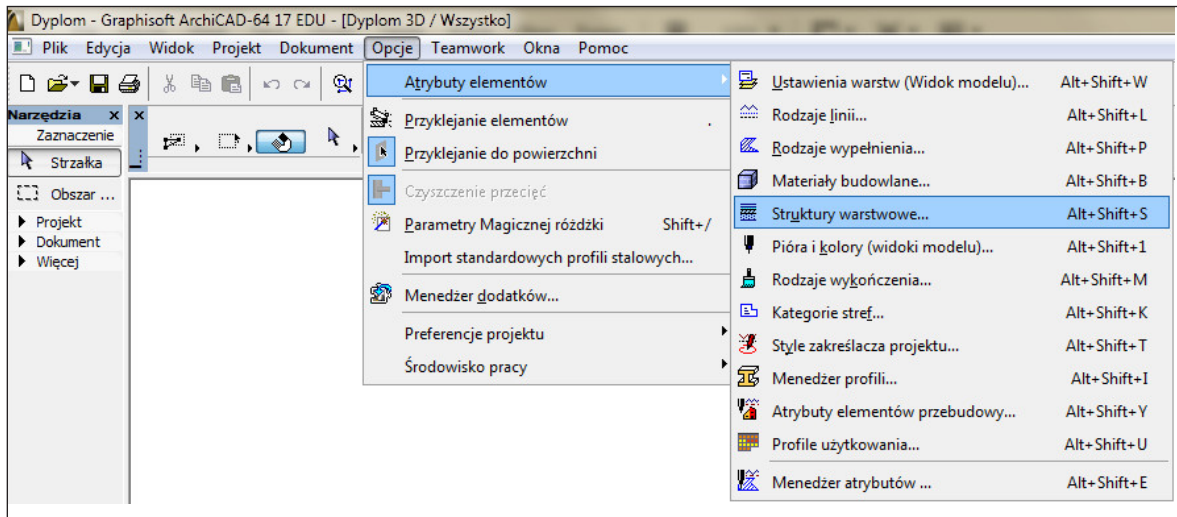 Dyplom - Graphisoft ArchiCAD-64 17 EDU - [Dyplom 3D / Wszystko]
Plik Edycja Widok Projekt Dokument Opcje Teamwork Okna Pomoc
Narzędzia x x
Zaznaczenie
Strzałka
Obszar ...
Projekt
Dokument
Więcej
Atrybuty elementów
Przyklejanie elementów .
Przyklejanie do powierzchni
Czyszczenie przecięć
Parametry Magicznej różdżki Shift+/
Import standardowych profili stalowych...
Menedżer dodatków...
Preferencje projektu
Środowisko pracy
Ustawienia warstw (Widok modelu)... Alt+Shift+W
Rodzaje linii... Alt+Shift+L
Rodzaje wypełnienia... Alt+Shift+P
Materiały budowlane... Alt+Shift+B
Struktury warstwowe... Alt+Shift+S
Pióra i kolory (widoki modelu)... Alt+Shift+1
Rodzaje wykończenia... Alt+Shift+M
Kategorie stref... Alt+Shift+K
Style zakreślacza projektu... Alt+Shift+T
Menedżer profili... Alt+Shift+I
Atrybuty elementów przebudowy... Alt+Shift+Y
Profile użytkowania... Alt+Shift+U
Menedżer atrybutów ... Alt+Shift+E